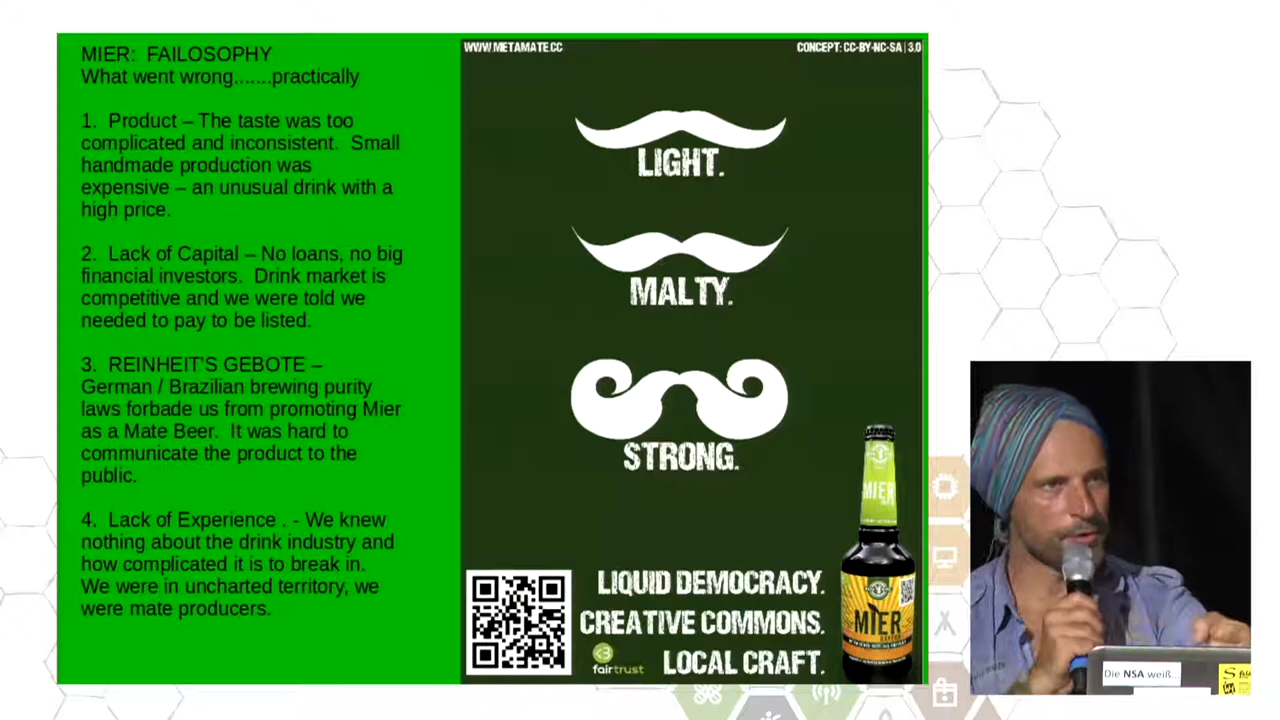 MIER:  FAILOSOPHY
What went wrong.......practically
1.  Product – The taste was too
complicated and inconsistent.  Small
handmade production was
expensive – an unusual drink with a
high price.
2.  Lack of Capital – No loans, no big
financial investors.  Drink market is
competitive and we were told we
needed to pay to be listed.
3.  REINHEIT'S GEBOTE –
German / Brazilian brewing purity
laws forbade us from promoting Mier
as a Mate Beer.  It was hard to
communicate the product to the
public.
4.  Lack of Experience . - We knew
nothing about the drink industry and
how complicated it is to break in.
We were in uncharted territory, we
were mate producers.
WWW.METAMATE.CC
CONCEPT: CC-BY-NC-SA | 3.0
LIGHT.
MALTY.
STRONG.
LIQUID DEMOCRACY.
CREATIVE COMMONS.
LOCAL CRAFT.
fairtrust
MIER
MIER
Die NSA weiß...